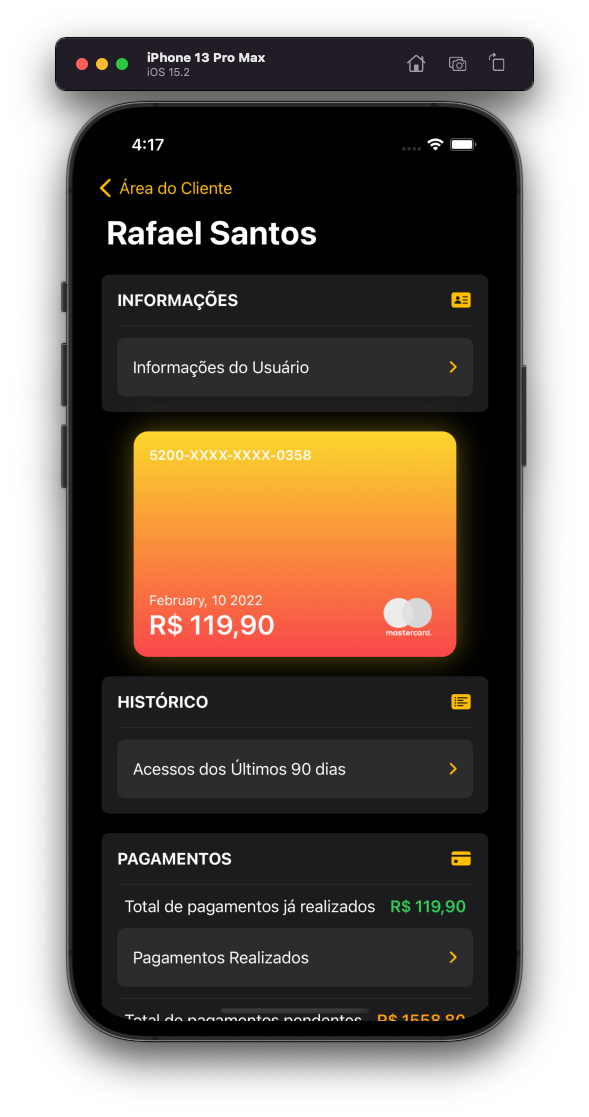 iPhone 13 Pro Max
iOS 15.2
4:17
Área do Cliente
Rafael Santos
INFORMAÇÕES
Informações do Usuário
5200-XXXX-XXXX-0358
February, 10 2022
R$ 119,90
mastercard.
HISTÓRICO
Acessos dos Últimos 90 dias
PAGAMENTOS
Total de pagamentos já realizados R$ 119,90
Pagamentos Realizados
Total de pagamentos pendentes R$ 1558,80